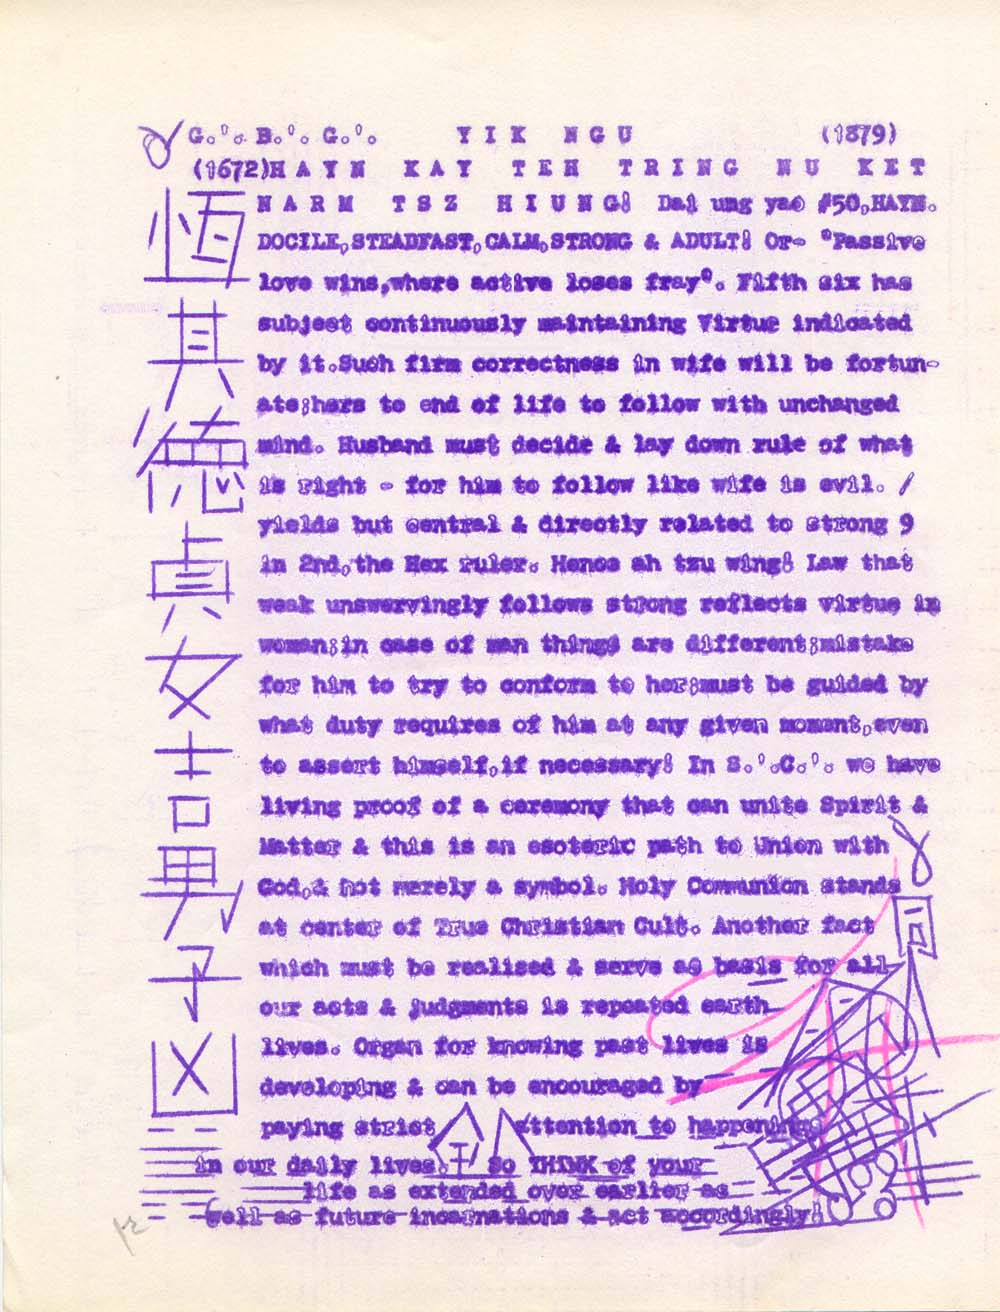 G.'. B.'. G.'. YIK NGU (1879)
(1672)HAYN KAY TEH TRING NU KET
NARM TSZ HIUNG! Dai ung yao #50,HAYN.
DOCILE,STEADFAST,CALM,STRONG & ADULT! Or- "Passive
love wins,where active loses fray". Fifth six has
subject continuously maintaining Virtue indicated
by it.Such firm correctness in wife will be fortun-
ate;hers to end of life to follow with unchanged
mind. Husband must decide & lay down rule of what
is right - for him to follow like wife is evil. /
yields but central & directly related to strong 9
in 2nd,the Hex ruler. Hence ah tzu wing! Law that
weak unswervingly follows strong reflects virtue in
woman;in case of man things are different;mistake
for him to try to conform to her;must be guided by
what duty requires of him at any given moment,even
to assert himself,if necessary! In S.'.C.'. we have
living proof of a ceremony that can unite Spirit &
Matter & this is an esoteric path to Union with
God,& not merely a symbol. Holy Communion stands
at center of True Christian Cult. Another fact
which must be realised & serve as basis for all
our acts & judgments is repeated earth
lives. Organ for knowing past lives is
developing & can be encouraged by
paying strict attention to happenings
in our daily lives. So THINK of your
life as extended over earlier as
well as future incarnations & act accordingly!
恒
其
德
貞
女
士
口
男
子
凶